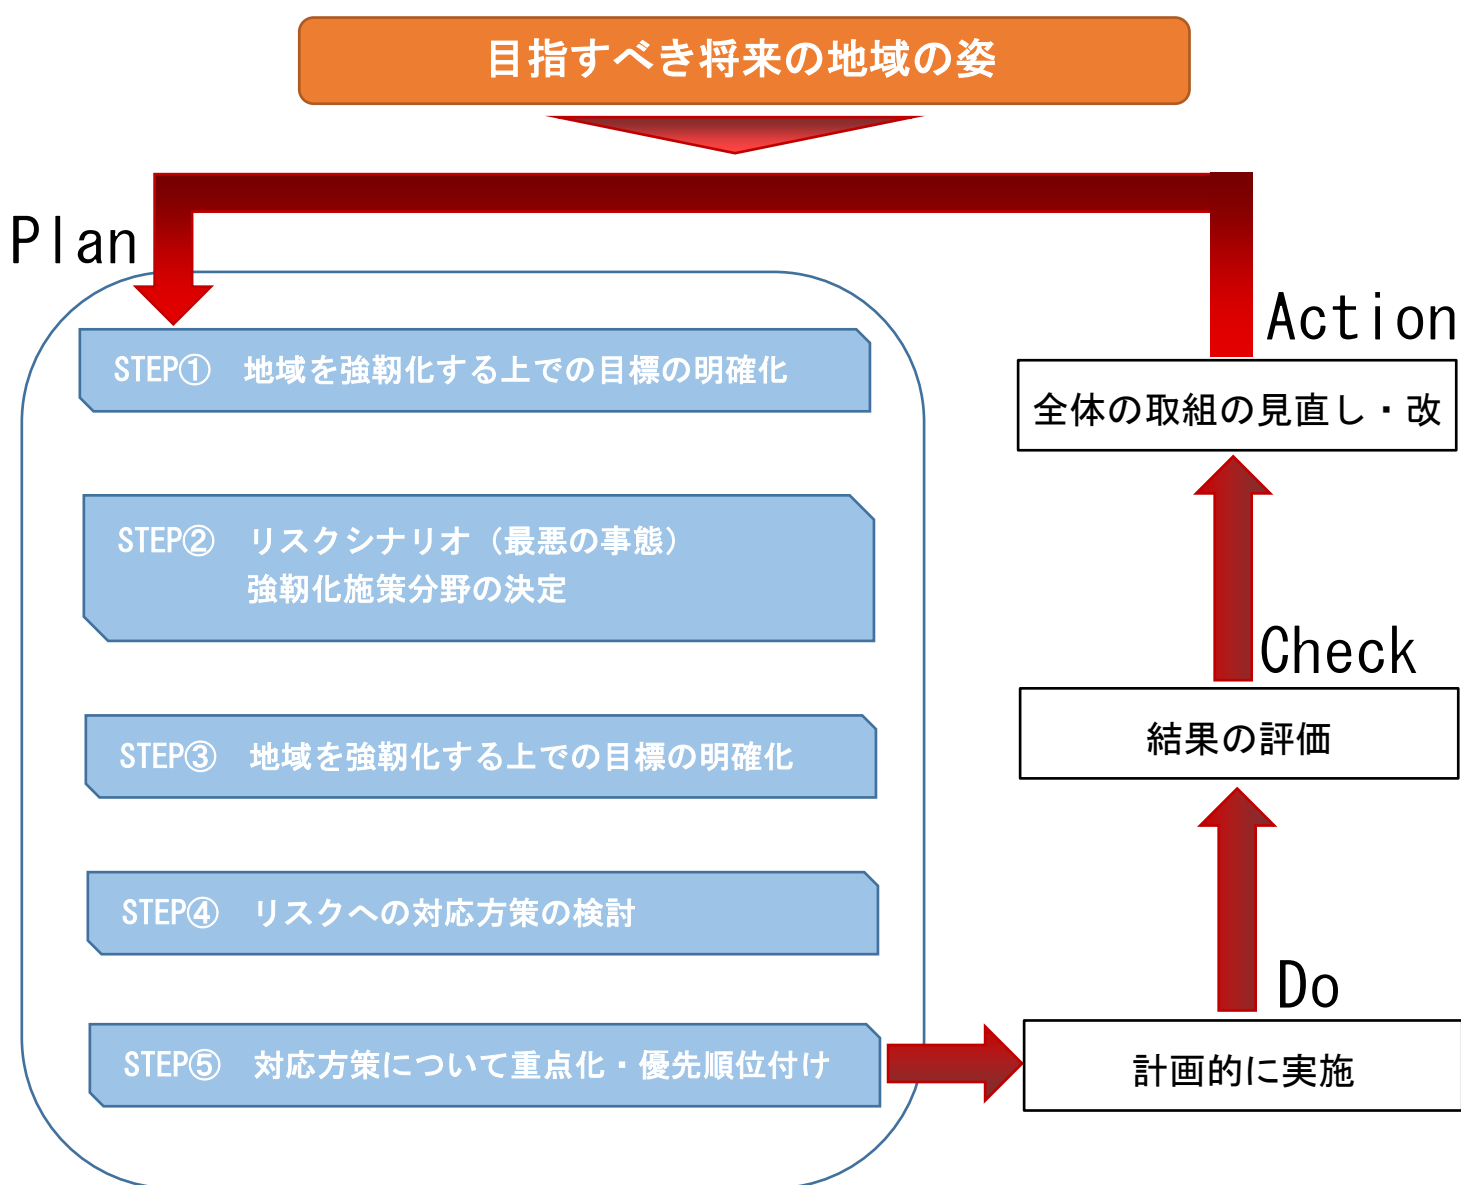 目指すべき将来の地域の姿
Plan
STEP① 地域を強靭化する上での目標の明確化
STEP② リスクシナリオ（最悪の事態）
強靭化施策分野の決定
STEP③ 地域を強靭化する上での目標の明確化
STEP④ リスクへの対応方策の検討
STEP⑤ 対応方策について重点化・優先順位付け
Action
全体の取組の見直し・改
Check
結果の評価
Do
計画的に実施